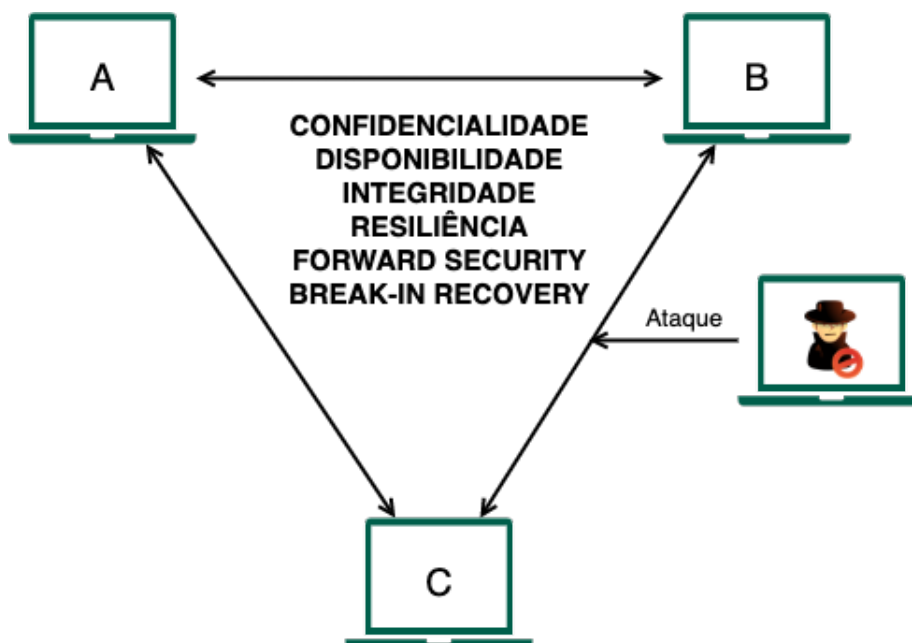 A
B
CONFIDENCIALIDADE
DISPONIBILIDADE
INTEGRIDADE
RESILIÊNCIA
FORWARD SECURITY
BREAK-IN RECOVERY
Ataque
C